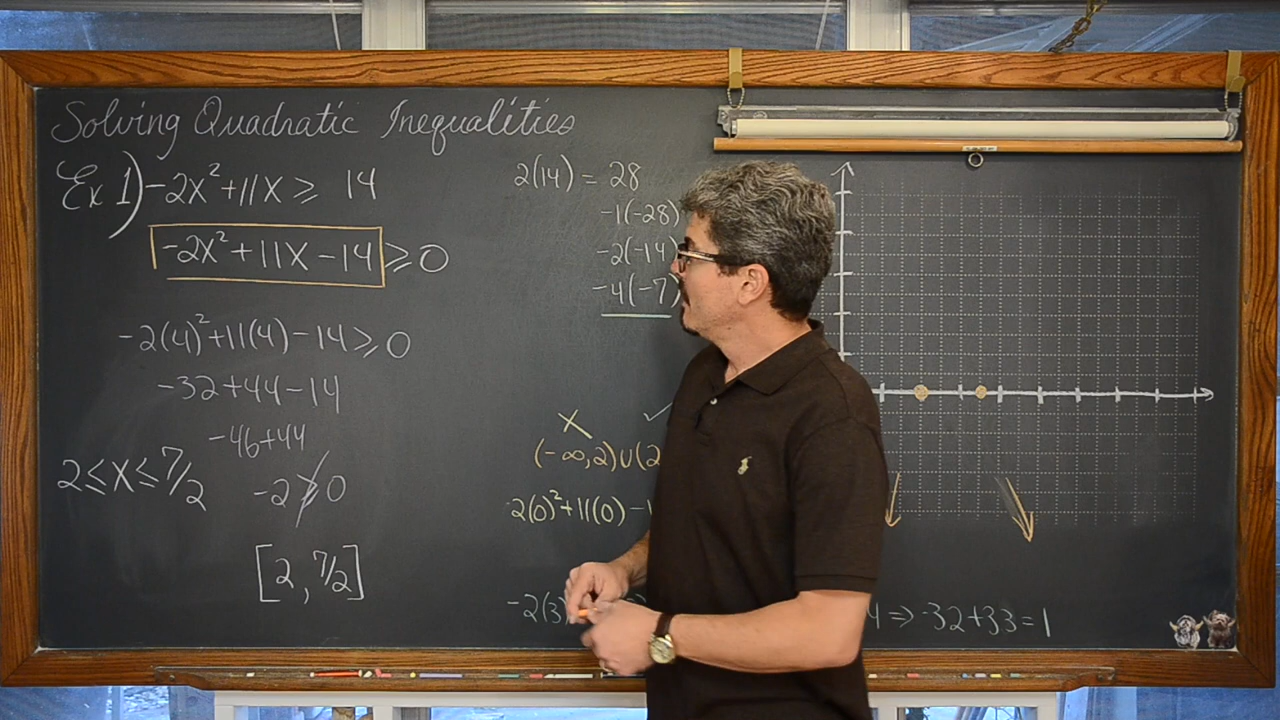 Solving Quadratic Inequalities
Ex 1) -2x²+11x ≥ 14
-2x²+11x-14 ≥ 0
-2(4)²+11(4)-14 ≥ 0
-32+44-14
-46+44
-2 ≱ 0
2 ≤ x ≤ 7/2
[2, 7/2]
2(14) = 28
-1(-28)
-2(-14)
-4(-7)
X ✓
(-∞,2)∪(2
-2(0)²+11(0)-1
-2(3)
4 ⇒ -32+33=1